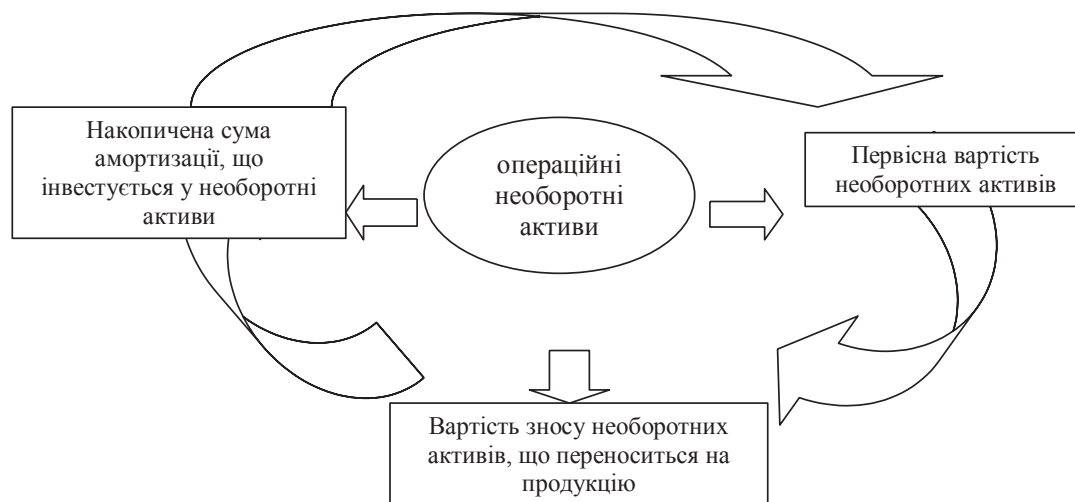 Накопичена сума
амортизації, що
інвестується у необоротні
активи
операційні
необоротні
активи
Первісна вартість
необоротних активів
Вартість зносу необоротних
активів, що переноситься на
продукцію